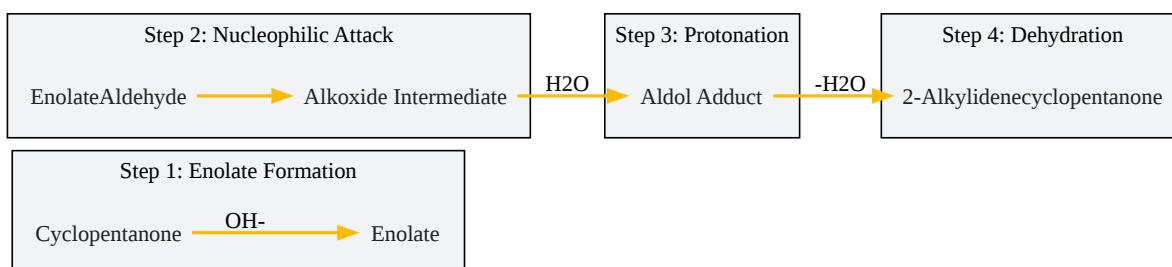 Step 2: Nucleophilic Attack
EnolateAldehyde
Alkoxide Intermediate
H2O
Step 3: Protonation
Aldol Adduct
-H2O
Step 4: Dehydration
2-Alkylidenecyclopentanone
Step 1: Enolate Formation
Cyclopentanone
OH-
Enolate